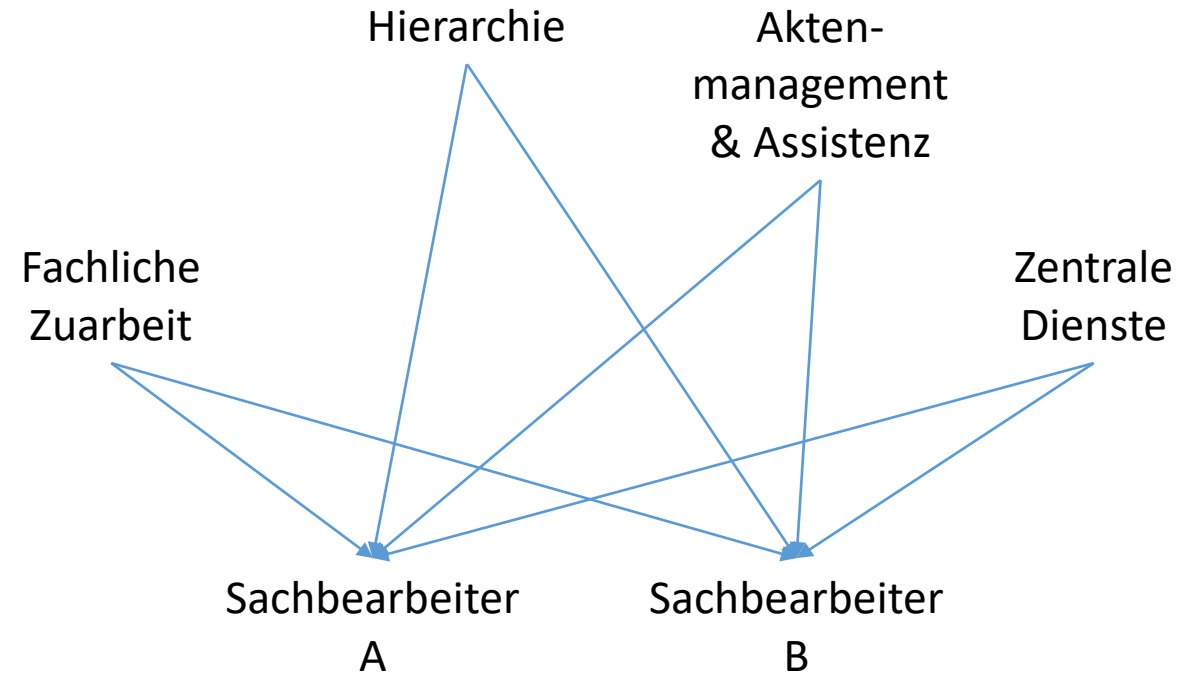 Hierarchie
Akten-
management
& Assistenz
Fachliche
Zuarbeit
Zentrale
Dienste
Sachbearbeiter
A
Sachbearbeiter
B